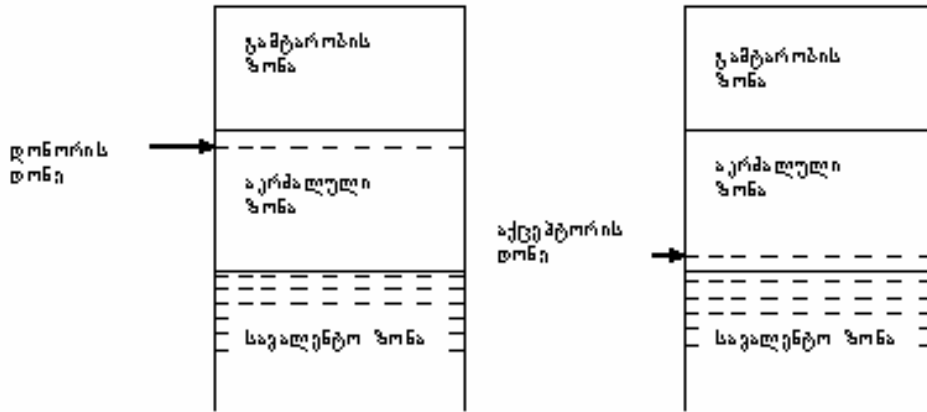 გამტარობის
ზონა
დონორის
დონე
აკრძალული
ზონა
სავალენტო ზონა
გამტარობის
ზონა
აკრძალული
ზონა
აქცეპტორის
დონე
სავალენტო ზონა